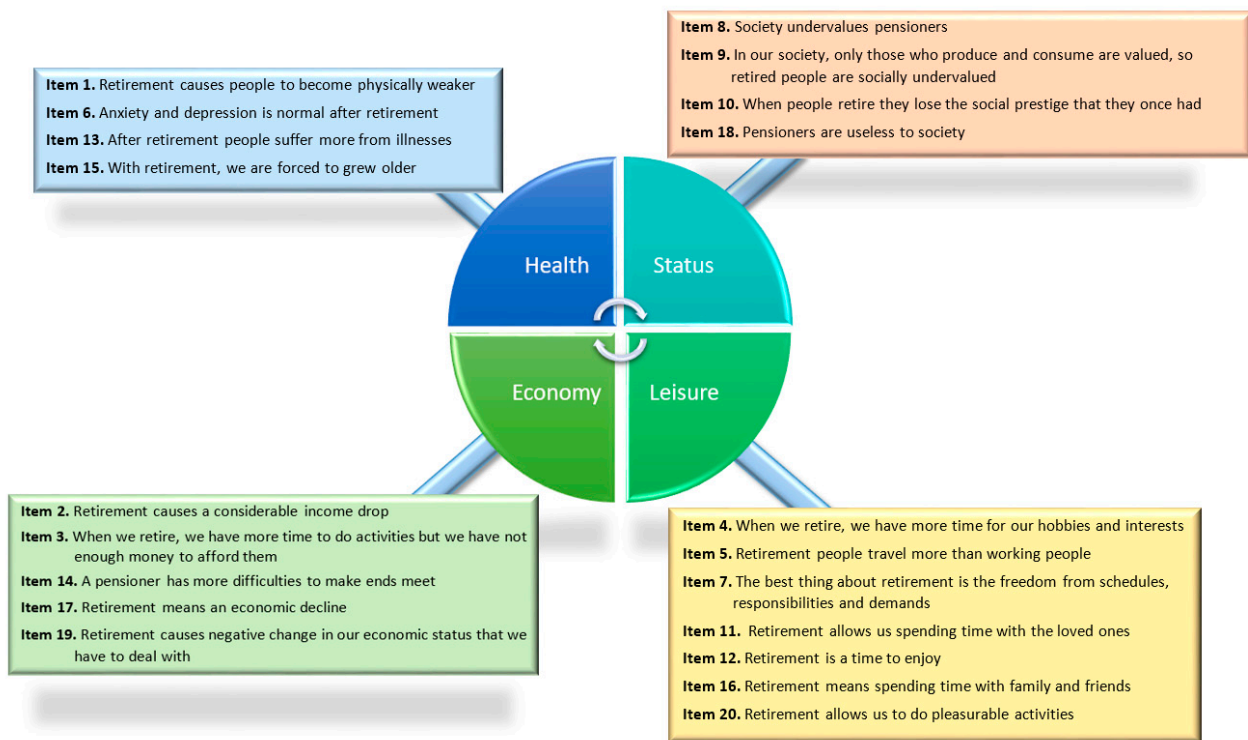 Item 1. Retirement causes people to become physically weaker
Item 6. Anxiety and depression is normal after retirement
Item 13. After retirement people suffer more from illnesses
Item 15. With retirement, we are forced to grew older
Item 8. Society undervalues pensioners
Item 9. In our society, only those who produce and consume are valued, so
retired people are socially undervalued
Item 10. When people retire they lose the social prestige that they once had
Item 18. Pensioners are useless to society
Health
Status
Economy
Leisure
Item 2. Retirement causes a considerable income drop
Item 3. When we retire, we have more time to do activities but we have not
enough money to afford them
Item 14. A pensioner has more difficulties to make ends meet
Item 17. Retirement means an economic decline
Item 19. Retirement causes negative change in our economic status that we
have to deal with
Item 4. When we retire, we have more time for our hobbies and interests
Item 5. Retirement people travel more than working people
Item 7. The best thing about retirement is the freedom from schedules,
responsibilities and demands
Item 11. Retirement allows us spending time with the loved ones
Item 12. Retirement is a time to enjoy
Item 16. Retirement means spending time with family and friends
Item 20. Retirement allows us to do pleasurable activities